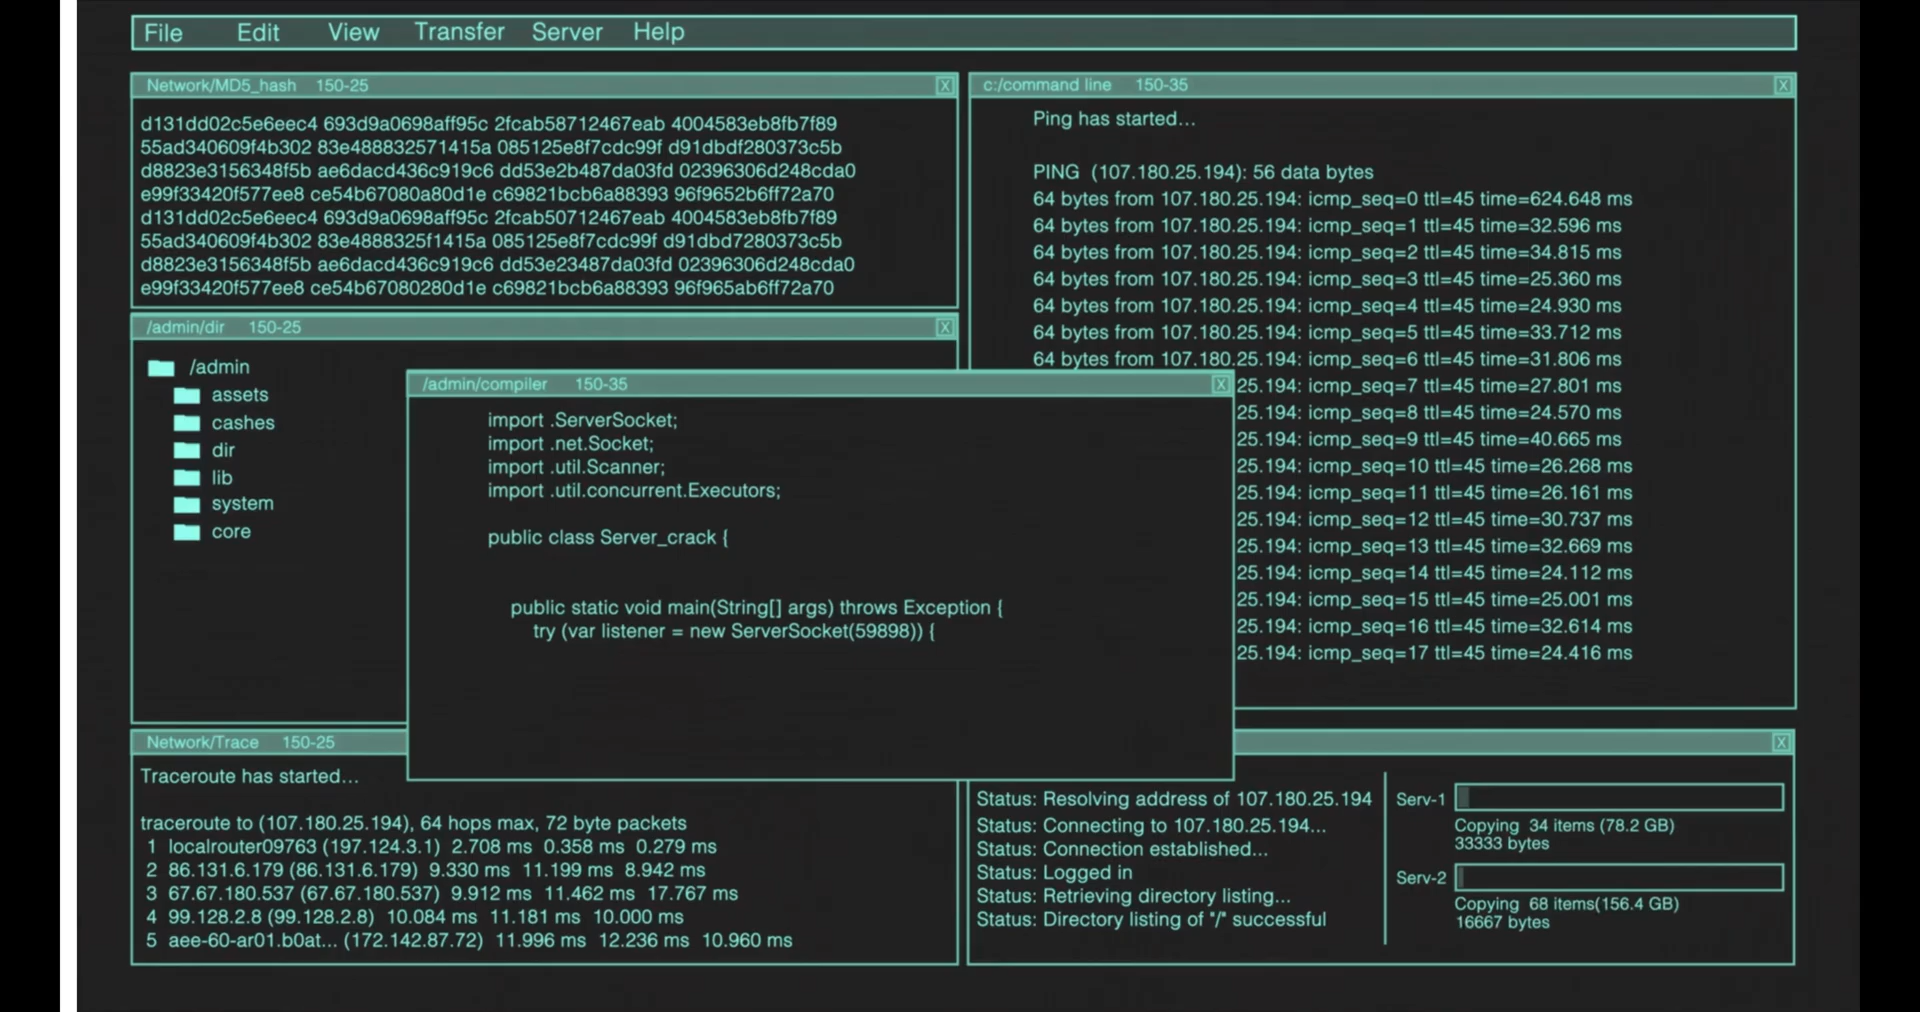 File Edit View Transfer Server Help
Network/MD5_hash 150-25
d131dd02c5e6eec4 693d9a0698aff95c 2fcab58712467eab 4004583eb8fb7f89
55ad340609f4b302 83e488832571415a 085125e8f7cdc99f d91dbdf280373c5b
d8823e3156348f5b ae6dacd436c919c6 dd53e2b487da03fd 02396306d248cda0
e99f33420f577ee8 ce54b67080a80d1e c69821bcb6a88393 96f9652b6ff72a70
d131dd02c5e6eec4 693d9a0698aff95c 2fcab50712467eab 4004583eb8fb7f89
55ad340609f4b302 83e4888325f1415a 085125e8f7cdc99f d91dbd7280373c5b
d8823e3156348f5b ae6dacd436c919c6 dd53e23487da03fd 02396306d248cda0
e99f33420f577ee8 ce54b67080280d1e c69821bcb6a88393 96f965ab6ff72a70
c:/command line 150-35
Ping has started...
PING (107.180.25.194): 56 data bytes
64 bytes from 107.180.25.194: icmp_seq=0 ttl=45 time=624.648 ms
64 bytes from 107.180.25.194: icmp_seq=1 ttl=45 time=32.596 ms
64 bytes from 107.180.25.194: icmp_seq=2 ttl=45 time=34.815 ms
64 bytes from 107.180.25.194: icmp_seq=3 ttl=45 time=25.360 ms
64 bytes from 107.180.25.194: icmp_seq=4 ttl=45 time=24.930 ms
64 bytes from 107.180.25.194: icmp_seq=5 ttl=45 time=33.712 ms
64 bytes from 107.180.25.194: icmp_seq=6 ttl=45 time=31.806 ms
25.194: icmp_seq=7 ttl=45 time=27.801 ms
25.194: icmp_seq=8 ttl=45 time=24.570 ms
25.194: icmp_seq=9 ttl=45 time=40.665 ms
25.194: icmp_seq=10 ttl=45 time=26.268 ms
25.194: icmp_seq=11 ttl=45 time=26.161 ms
25.194: icmp_seq=12 ttl=45 time=30.737 ms
25.194: icmp_seq=13 ttl=45 time=32.669 ms
25.194: icmp_seq=14 ttl=45 time=24.112 ms
25.194: icmp_seq=15 ttl=45 time=25.001 ms
25.194: icmp_seq=16 ttl=45 time=32.614 ms
25.194: icmp_seq=17 ttl=45 time=24.416 ms
/admin/dir 150-25
/admin
assets
cashes
dir
lib
system
core
/admin/compiler 150-35
import .ServerSocket;
import .net.Socket;
import .util.Scanner;
import .util.concurrent.Executors;
public class Server_crack {
public static void main(String[] args) throws Exception {
try (var listener = new ServerSocket(59898)) {
Network/Trace 150-25
Traceroute has started...
traceroute to (107.180.25.194), 64 hops max, 72 byte packets
1 localrouter09763 (197.124.3.1) 2.708 ms 0.358 ms 0.279 ms
2 86.131.6.179 (86.131.6.179) 9.330 ms 11.199 ms 8.942 ms
3 67.67.180.537 (67.67.180.537) 9.912 ms 11.462 ms 17.767 ms
4 99.128.2.8 (99.128.2.8) 10.084 ms 11.181 ms 10.000 ms
5 aee-60-ar01.b0at... (172.142.87.72) 11.996 ms 12.236 ms 10.960 ms
Status: Resolving address of 107.180.25.194
Status: Connecting to 107.180.25.194...
Status: Connection established...
Status: Logged in
Status: Retrieving directory listing...
Status: Directory listing of "/" successful
Serv-1
Copying 34 items (78.2 GB)
33333 bytes
Serv-2
Copying 68 items(156.4 GB)
16667 bytes